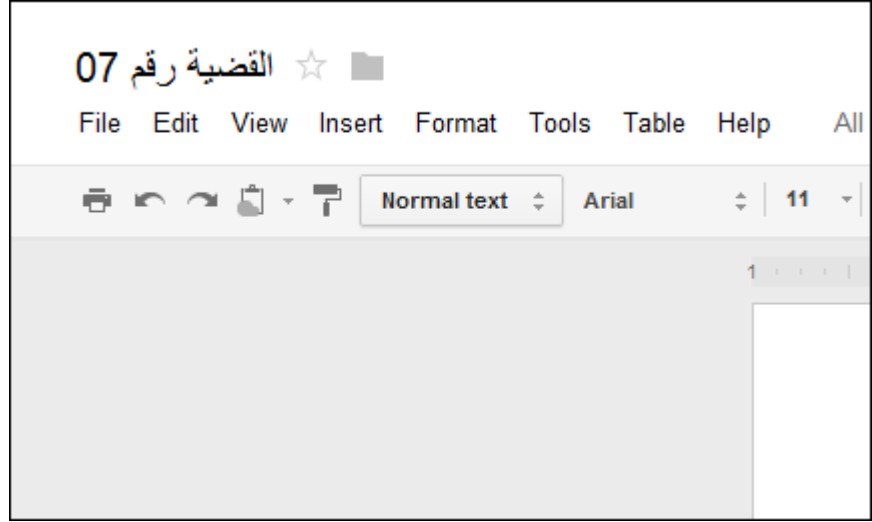 القضية رقم 07
File Edit View Insert Format Tools Table Help All
Normal text Arial 11
1